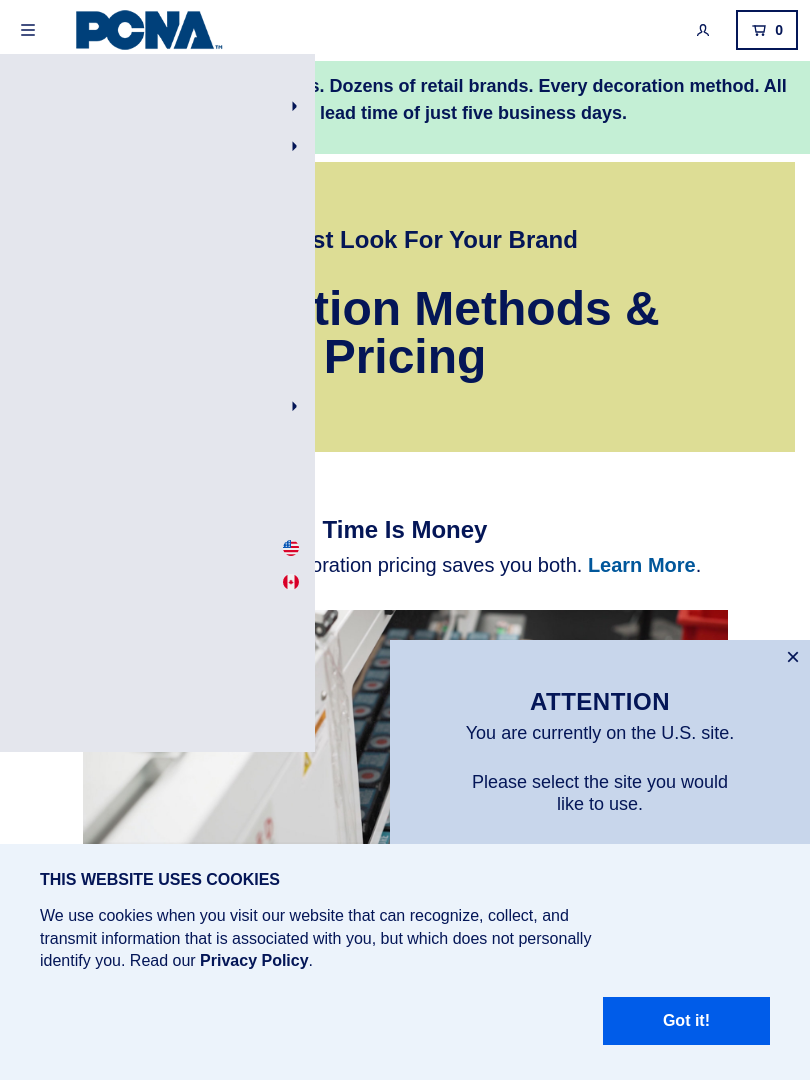 PCNA™
0
s. Dozens of retail brands. Every decoration method. All
lead time of just five business days.
st Look For Your Brand
tion Methods &
Pricing
Time Is Money
oration pricing saves you both. Learn More.
ATTENTION
You are currently on the U.S. site.
Please select the site you would
like to use.
THIS WEBSITE USES COOKIES
We use cookies when you visit our website that can recognize, collect, and
transmit information that is associated with you, but which does not personally
identify you. Read our Privacy Policy.
Got it!